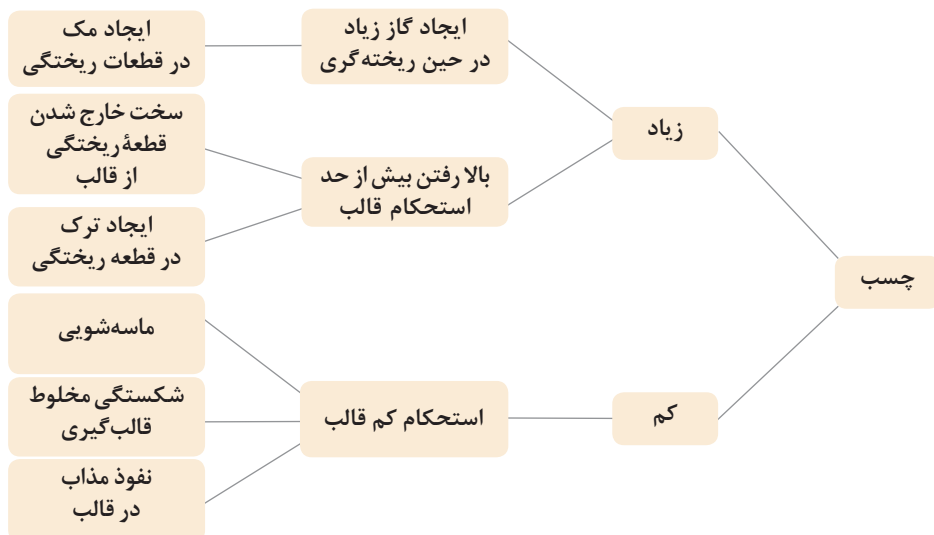 چسب
زیاد
ایجاد گاز زیاد
در حین ریخته‌گری
ایجاد مک
در قطعات ریختگی
بالا رفتن بیش از حد
استحکام قالب
سخت خارج شدن
قطعهٔ ریختگی
از قالب
ایجاد ترک
در قطعه ریختگی
کم
استحکام کم قالب
ماسه‌شویی
شکستگی مخلوط
قالب‌گیری
نفوذ مذاب
در قالب